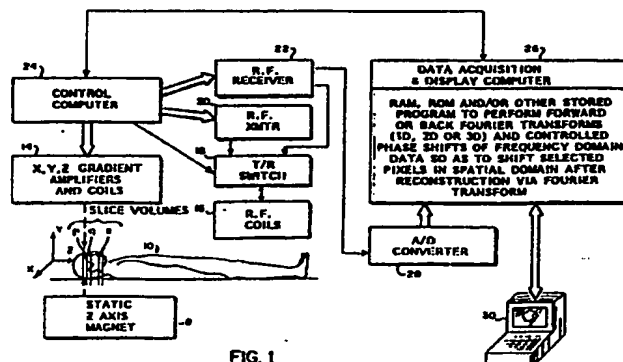 24
CONTROL
COMPUTER
22
R.F.
RECEIVER
20
R.F.
XMTR
18
T/R
SWITCH
16
R.F.
COILS
14
X,Y,Z GRADIENT
AMPLIFIERS
AND COILS
SLICE VOLUMES
P Q R
Y
Z
X
10
STATIC
Z AXIS
MAGNET
26
DATA ACQUISITION
& DISPLAY COMPUTER
RAM, ROM AND/OR OTHER STORED
PROGRAM TO PERFORM FORWARD
OR BACK FOURIER TRANSFORMS
(1D, 2D OR 3D) AND CONTROLLED
PHASE SHIFTS OF FREQUENCY DOMAIN
DATA SO AS TO SHIFT SELECTED
PIXELS IN SPATIAL DOMAIN AFTER
RECONSTRUCTION VIA FOURIER
TRANSFORM
A/D
CONVERTER
30
FIG. 1